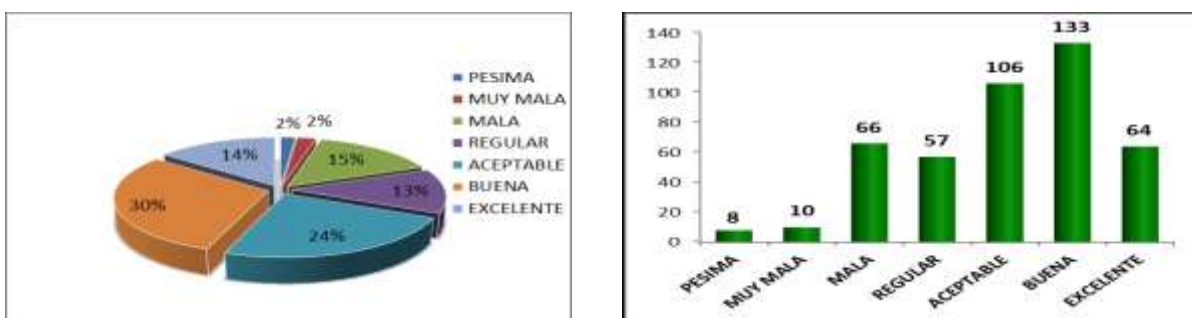 PESIMA
MUY MALA
MALA
REGULAR
ACEPTABLE
BUENA
EXCELENTE
2%
2%
15%
13%
24%
30%
14%
140
120
100
80
60
40
20
0
8
10
66
57
106
133
64
PESIMA
MUY MALA
MALA
REGULAR
ACEPTABLE
BUENA
EXCELENTE